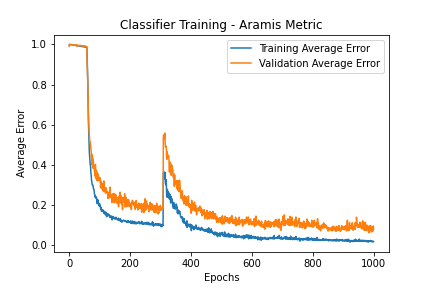 Classifier Training - Aramis Metric
Training Average Error
Validation Average Error
Average Error
1.0
0.8
0.6
0.4
0.2
0.0
0 200 400 600 800 1000
Epochs